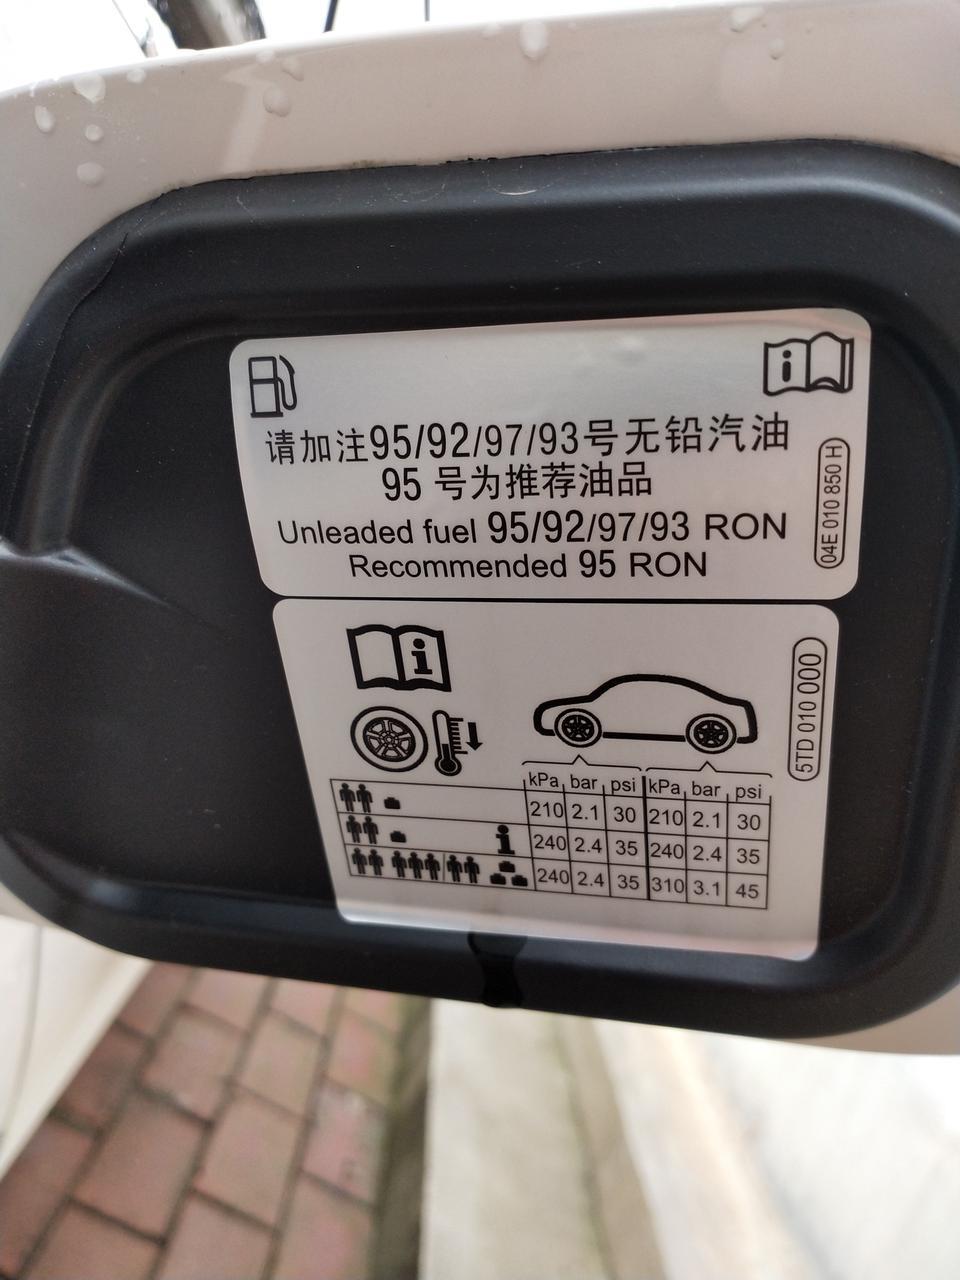 请加注95/92/97/93号无铅汽油
95 号为推荐油品
Unleaded fuel 95/92/97/93 RON
Recommended 95 RON
04E 010 850 H
5TD 010 000
kPa bar psi kPa bar psi
210 2.1 30 210 2.1 30
240 2.4 35 240 2.4 35
240 2.4 35 310 3.1 45